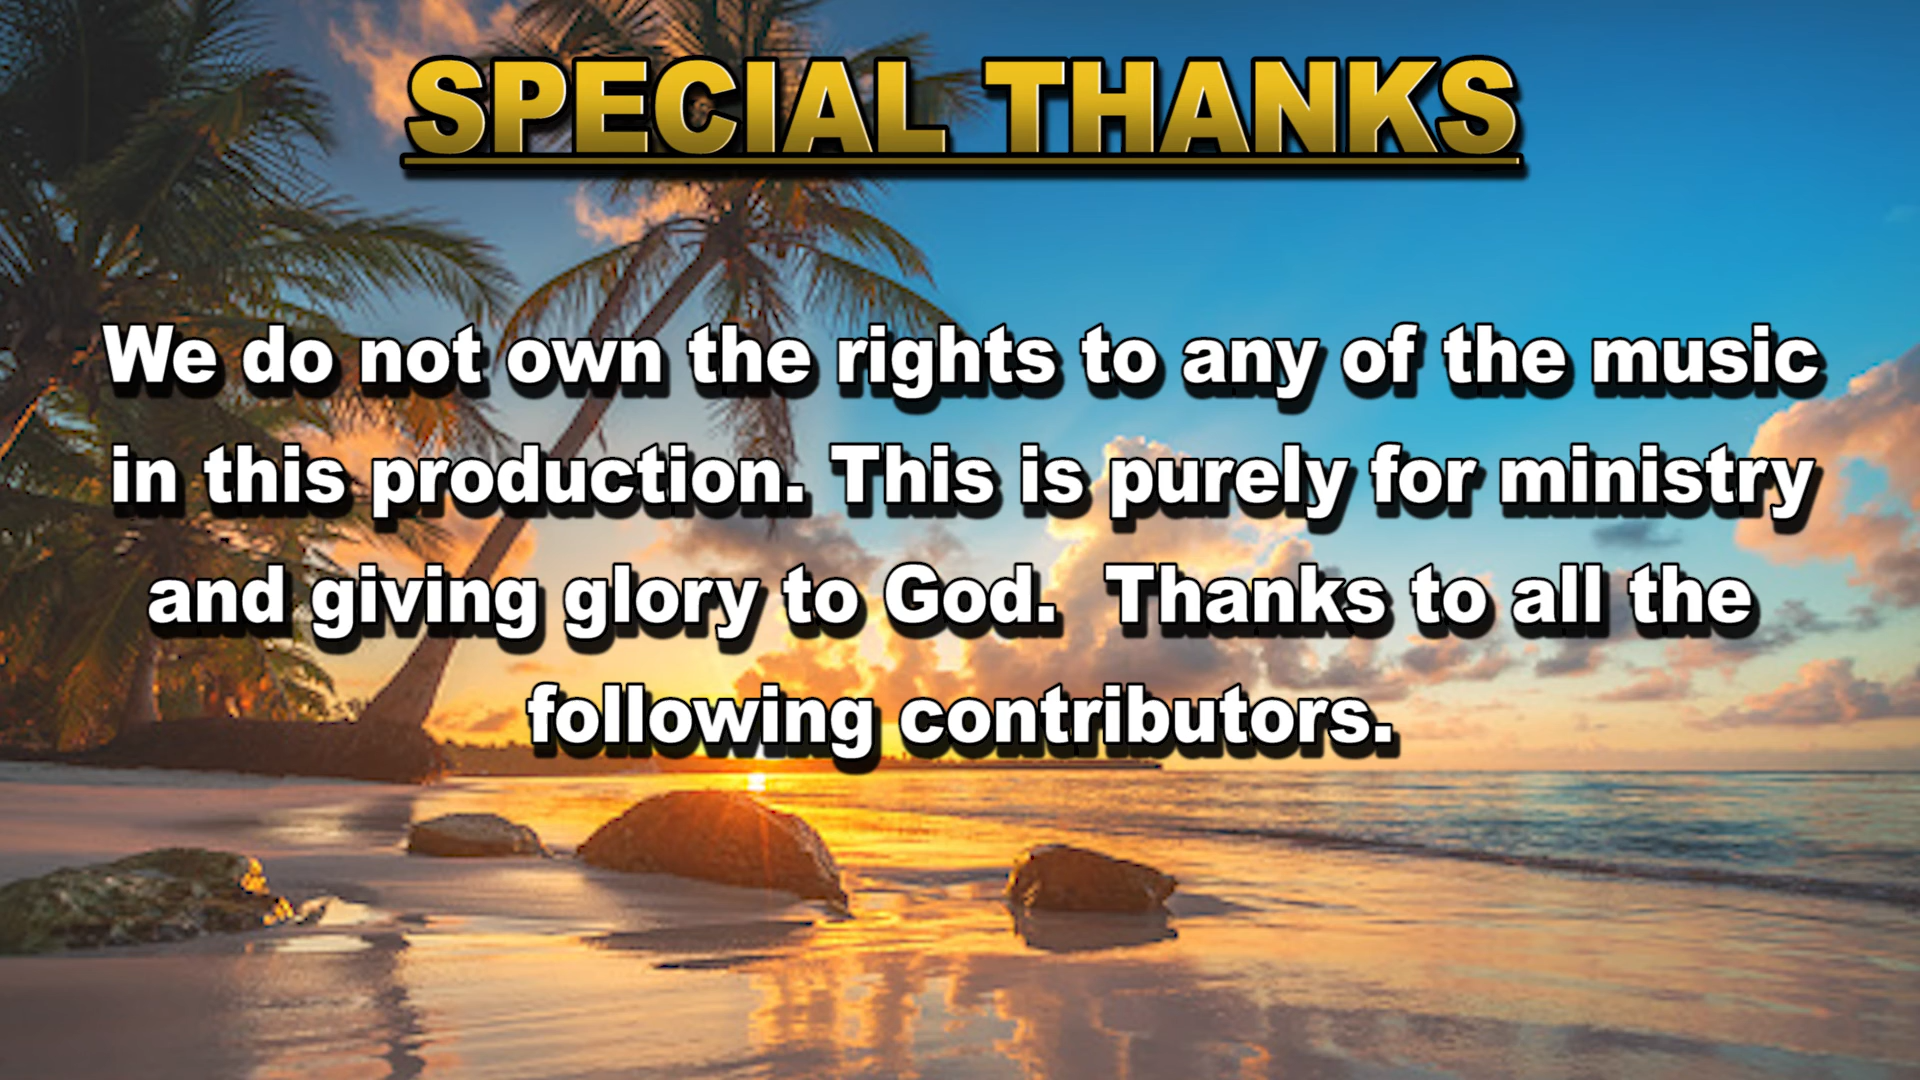 SPECIAL THANKS
We do not own the rights to any of the music
in this production. This is purely for ministry
and giving glory to God.  Thanks to all the
following contributors.